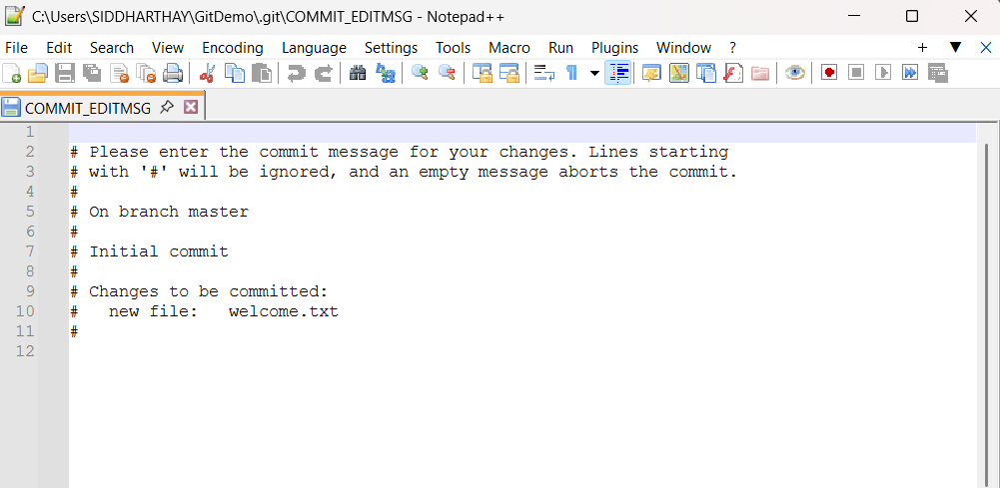 C:\Users\SIDDHARTHAY\GitDemo\.git\COMMIT_EDITMSG - Notepad++
File Edit Search View Encoding Language Settings Tools Macro Run Plugins Window ?
COMMIT_EDITMSG
1
2 # Please enter the commit message for your changes. Lines starting
3 # with '#' will be ignored, and an empty message aborts the commit.
4 #
5 # On branch master
6 #
7 # Initial commit
8 #
9 # Changes to be committed:
10 #   new file:   welcome.txt
11 #
12